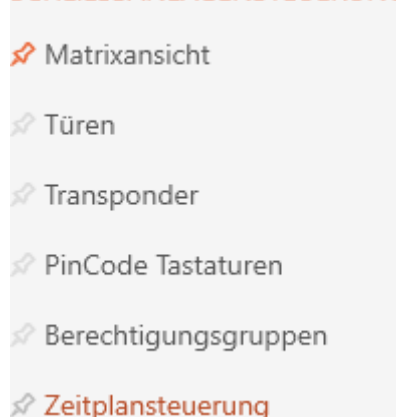 Matrixansicht
Türen
Transponder
PinCode Tastaturen
Berechtigungsgruppen
Zeitplansteuerung